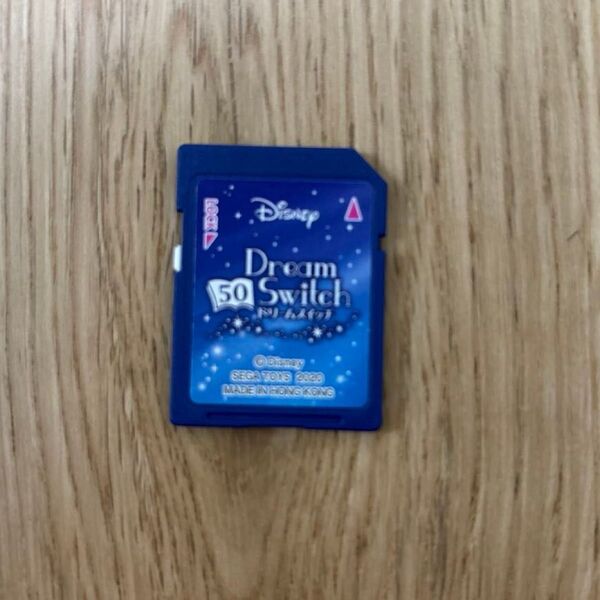 Disney
LOCK
Dream
50 Switch
ドリームスイッチ
© Disney
SEGA TOYS 2020
MADE IN HONG KONG